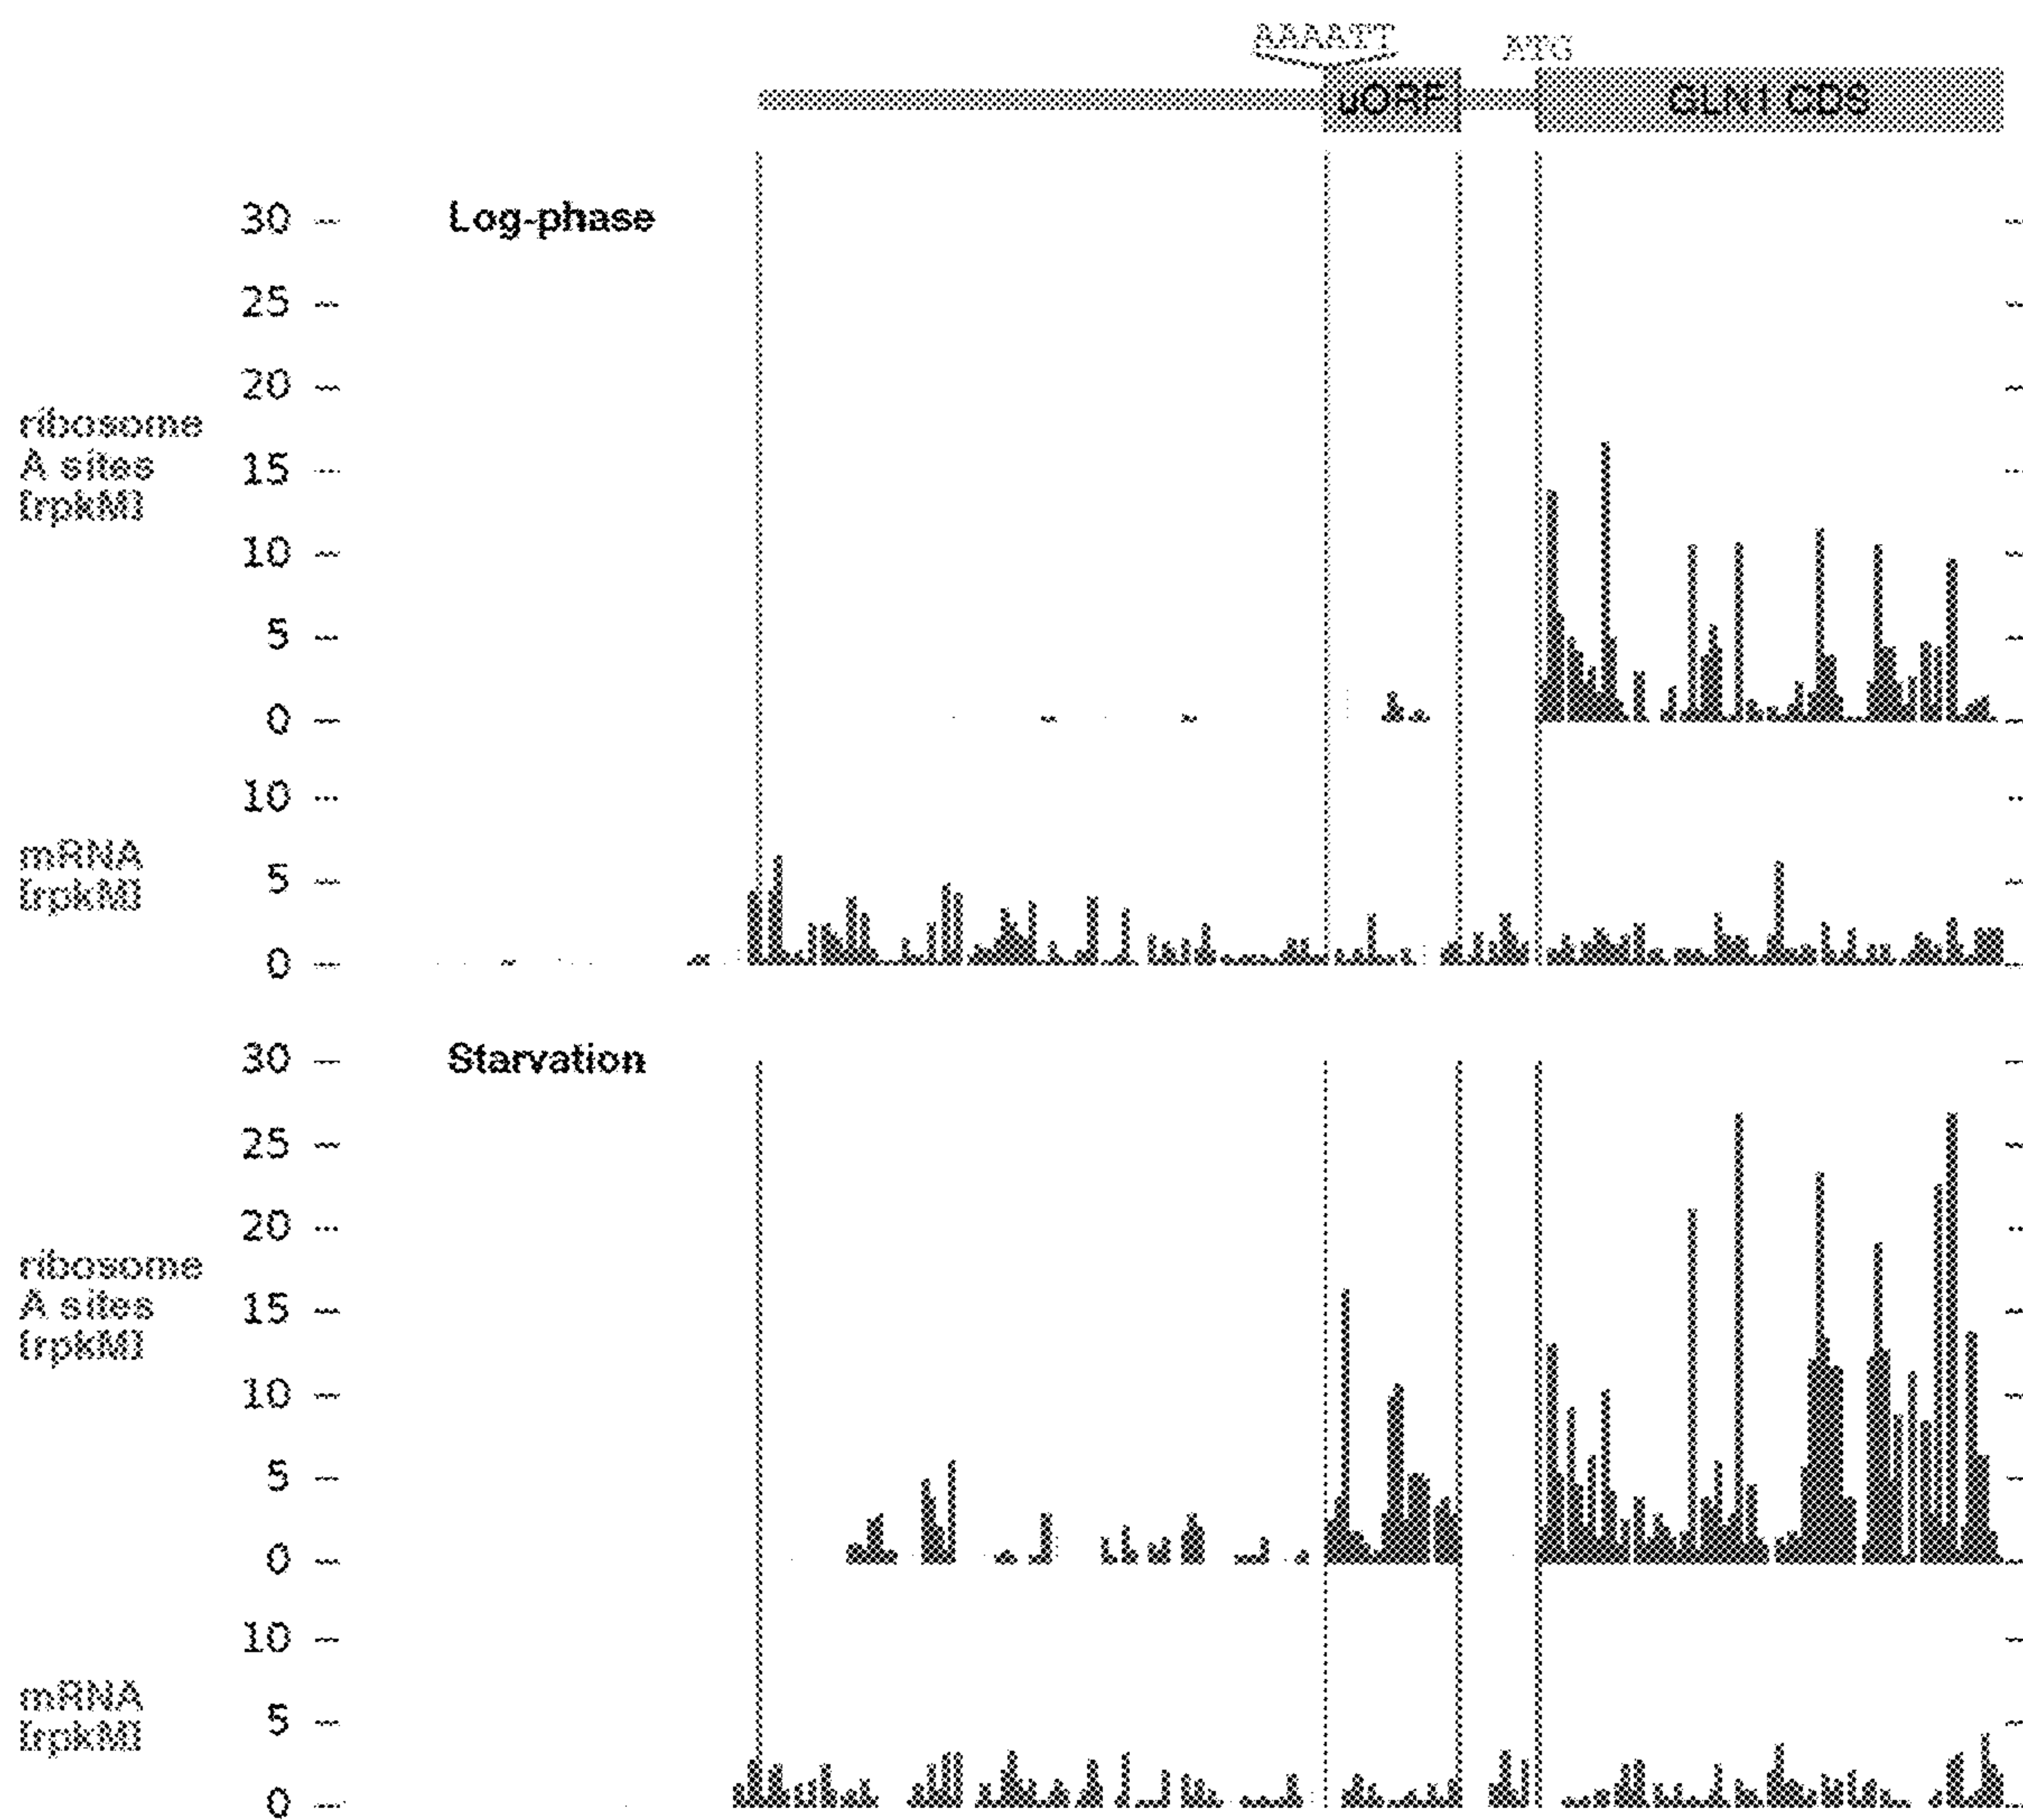 AAAATT ATG
uORF GLN1 CDS
Log-phase
30
25
20
ribosome
A sites
[rpkM]
15
10
5
0
mRNA
[rpkM]
10
5
0
Starvation
30
25
20
ribosome
A sites
[rpkM]
15
10
5
0
mRNA
[rpkM]
10
5
0